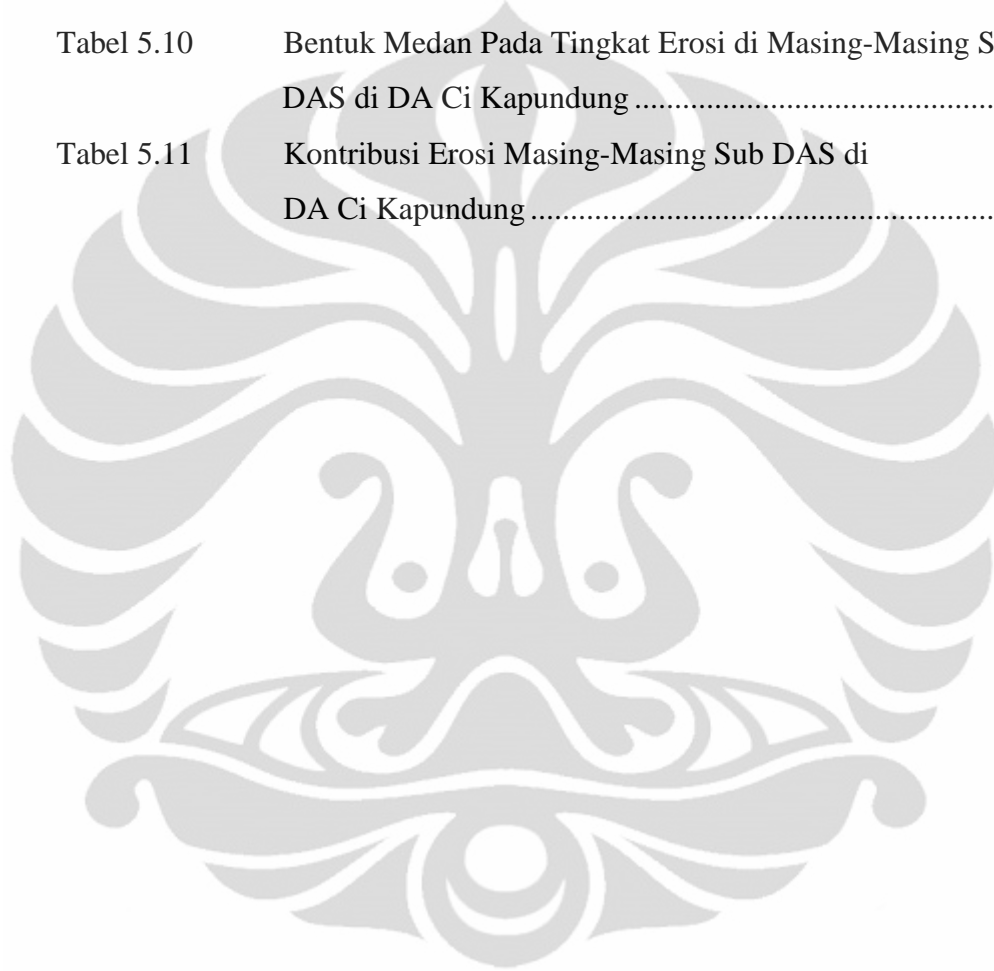 Tabel 5.10 Bentuk Medan Pada Tingkat Erosi di Masing-Masing S
DAS di DA Ci Kapundung ..............................................
Tabel 5.11 Kontribusi Erosi Masing-Masing Sub DAS di
DA Ci Kapundung ............................................................